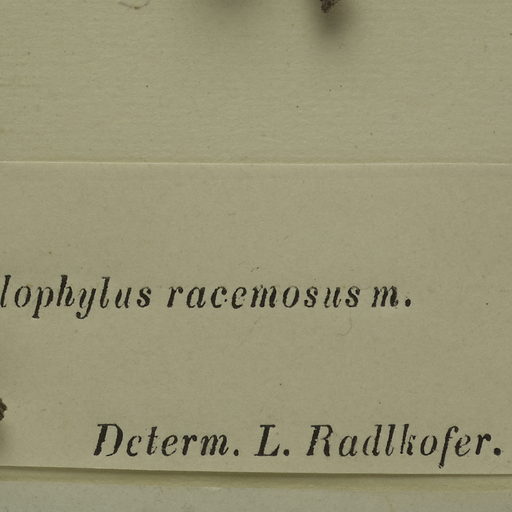 lophylus racemosus m.
Determ. L. Radlkofer.